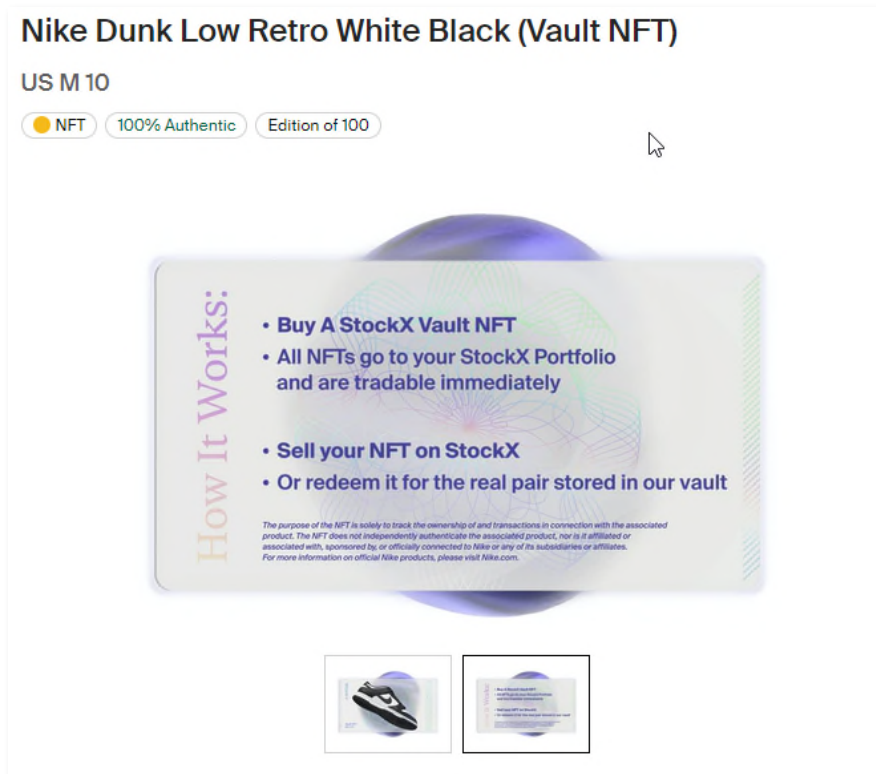 Nike Dunk Low Retro White Black (Vault NFT)
US M 10
NFT
100% Authentic
Edition of 100
How It Works:
• Buy A StockX Vault NFT
• All NFTs go to your StockX Portfolio
and are tradable immediately
• Sell your NFT on StockX
• Or redeem it for the real pair stored in our vault
The purpose of the NFT is solely to track the ownership of and transactions in connection with the associated
product. The NFT does not independently authenticate the associated product, nor is it affiliated or
associated with, sponsored by, or officially connected to Nike or any of its subsidiaries or affiliates.
For more information on official Nike products, please visit Nike.com.